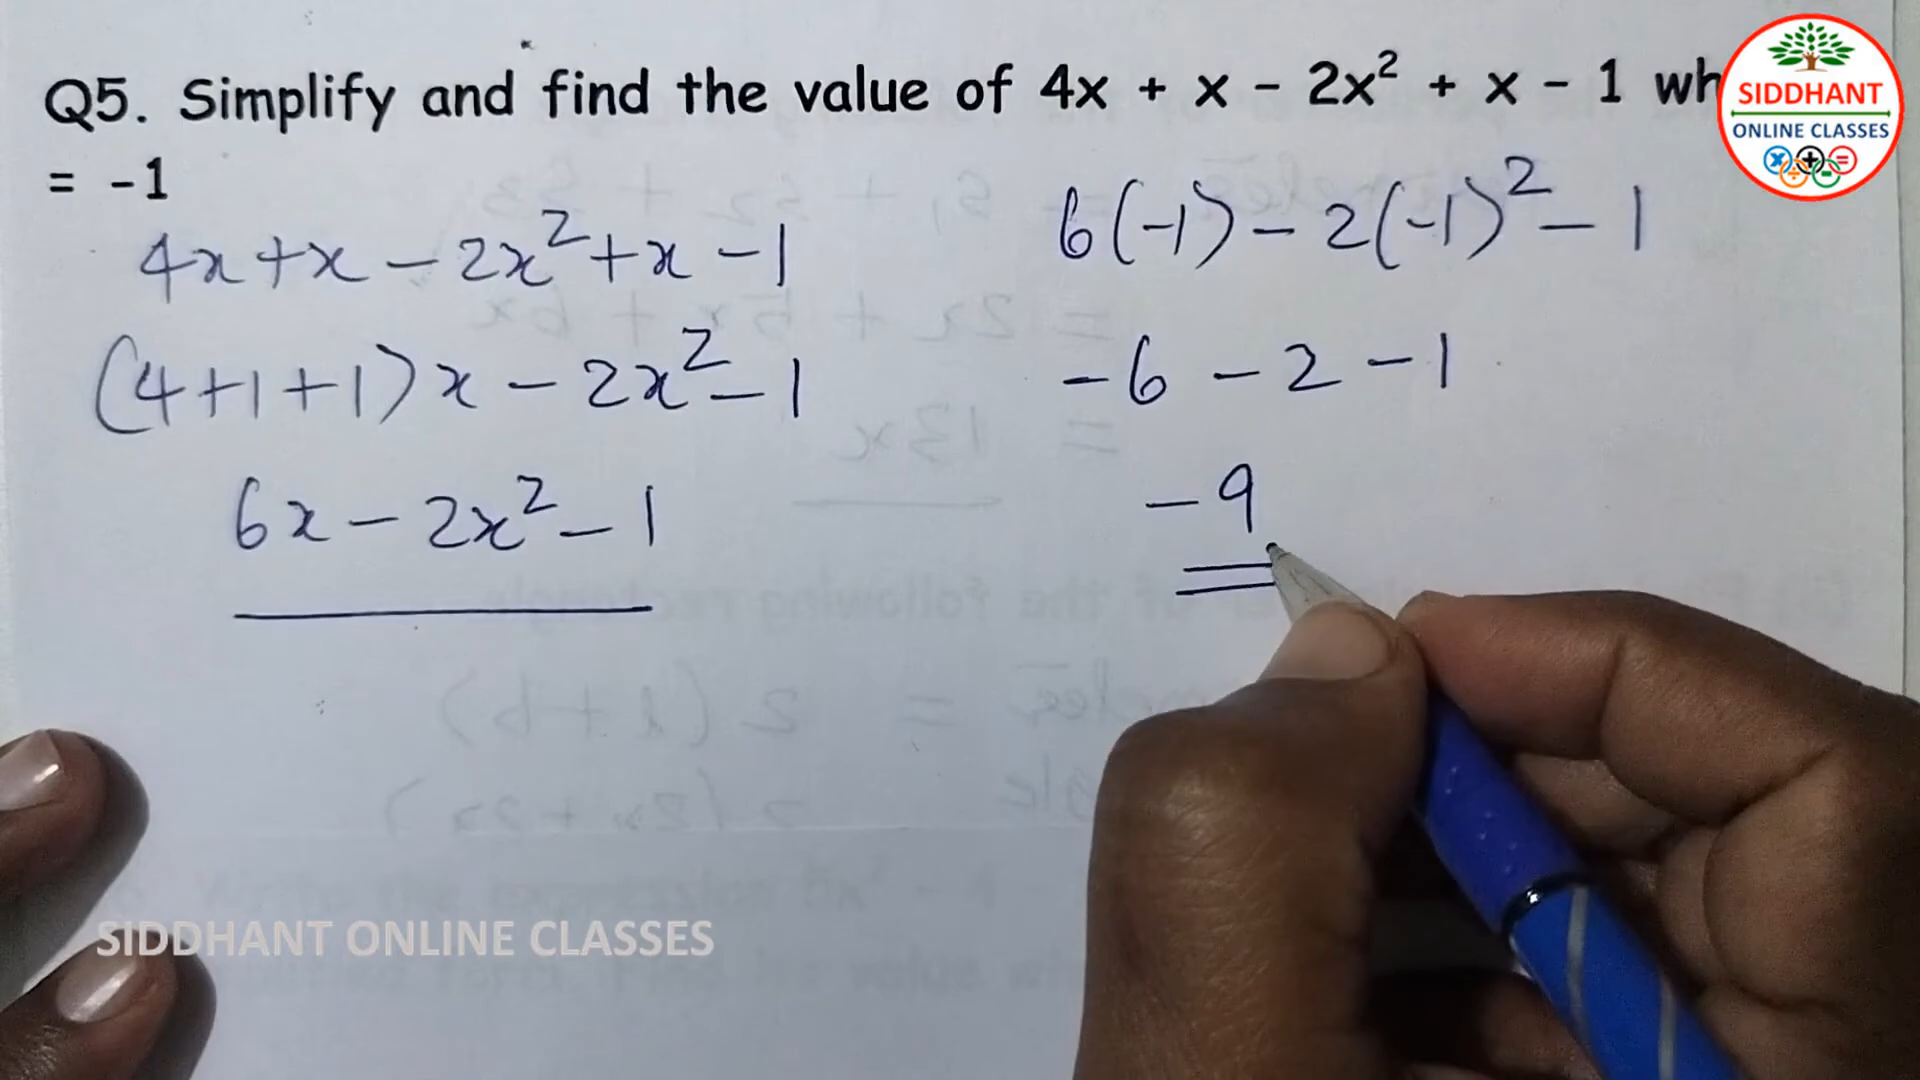 Q5. Simplify and find the value of 4x + x - 2x² + x - 1 wh
= -1
4x + x - 2x² + x - 1
(4+1+1)x - 2x² - 1
6x - 2x² - 1
6(-1) - 2(-1)² - 1
-6 - 2 - 1
-9
SIDDHANT
ONLINE CLASSES
SIDDHANT ONLINE CLASSES